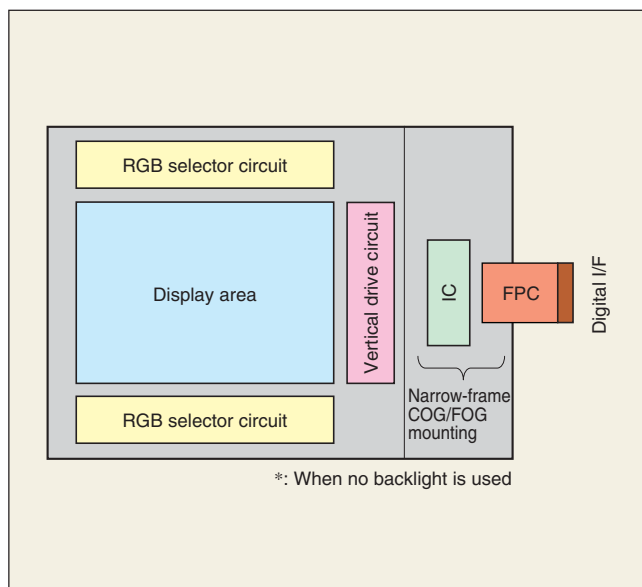 RGB selector circuit
Display area
Vertical drive circuit
RGB selector circuit
IC
FPC
Digital I/F
Narrow-frame
COG/FOG
mounting
*: When no backlight is used